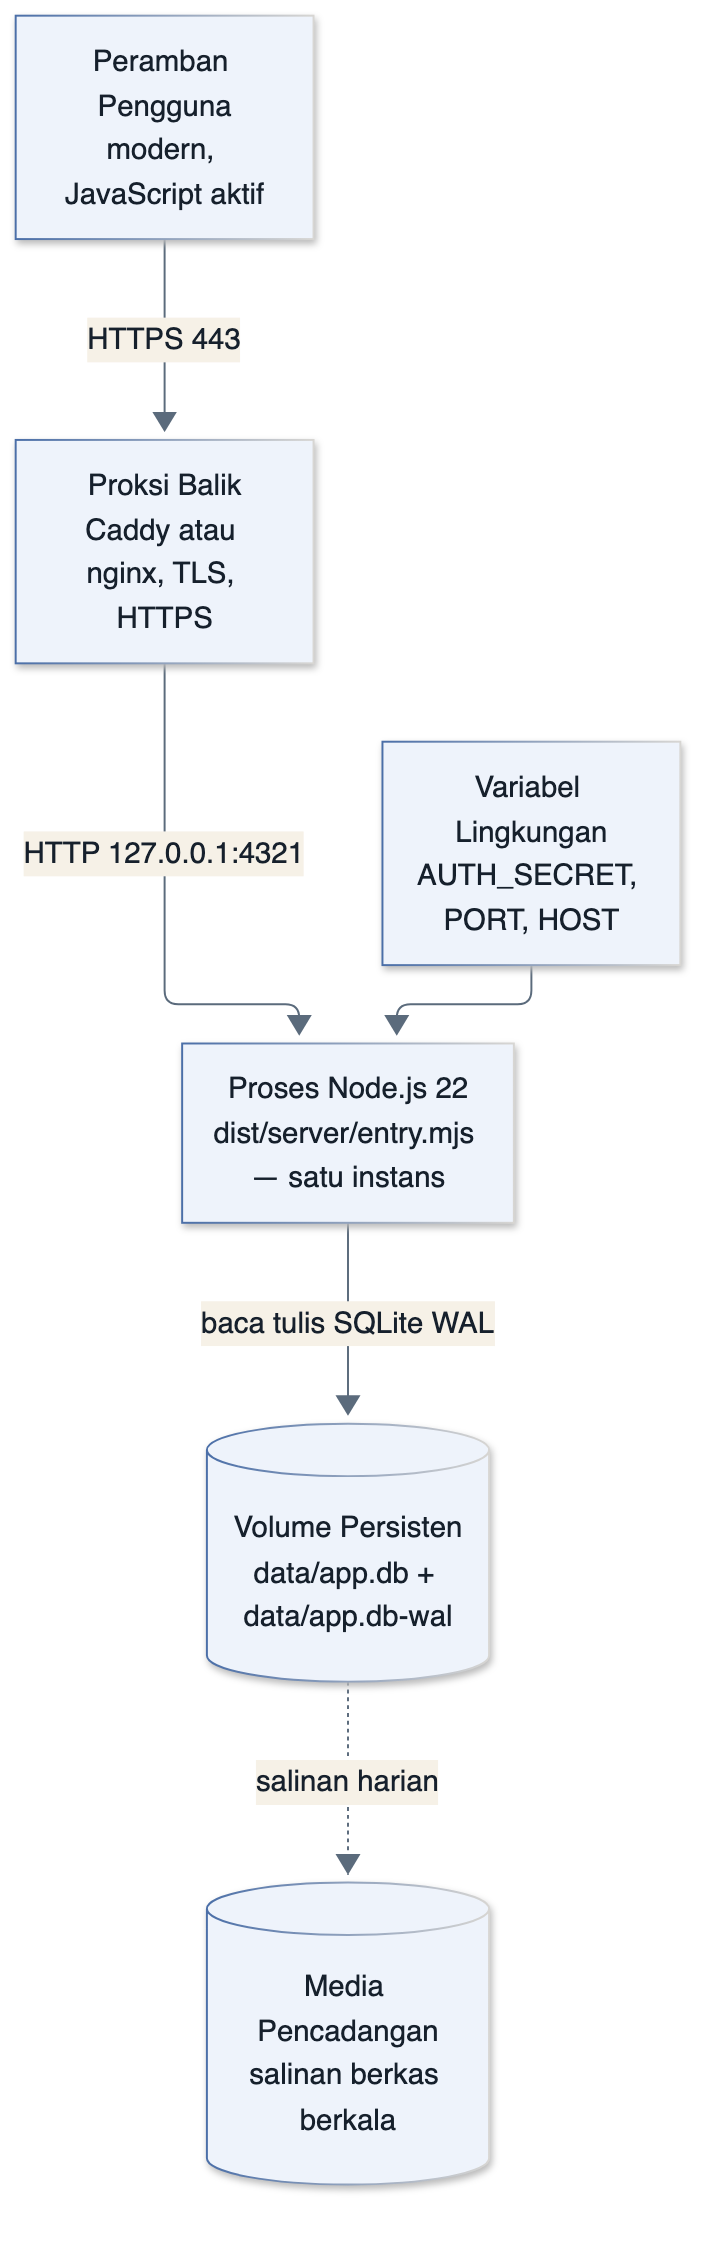 Peramban
Pengguna
modern,
JavaScript aktif
HTTPS 443
Proksi Balik
Caddy atau
nginx, TLS,
HTTPS
Variabel
Lingkungan
AUTH_SECRET,
PORT, HOST
HTTP 127.0.0.1:4321
Proses Node.js 22
dist/server/entry.mjs
— satu instans
baca tulis SQLite WAL
Volume Persisten
data/app.db +
data/app.db-wal
salinan harian
Media
Pencadangan
salinan berkas
berkala